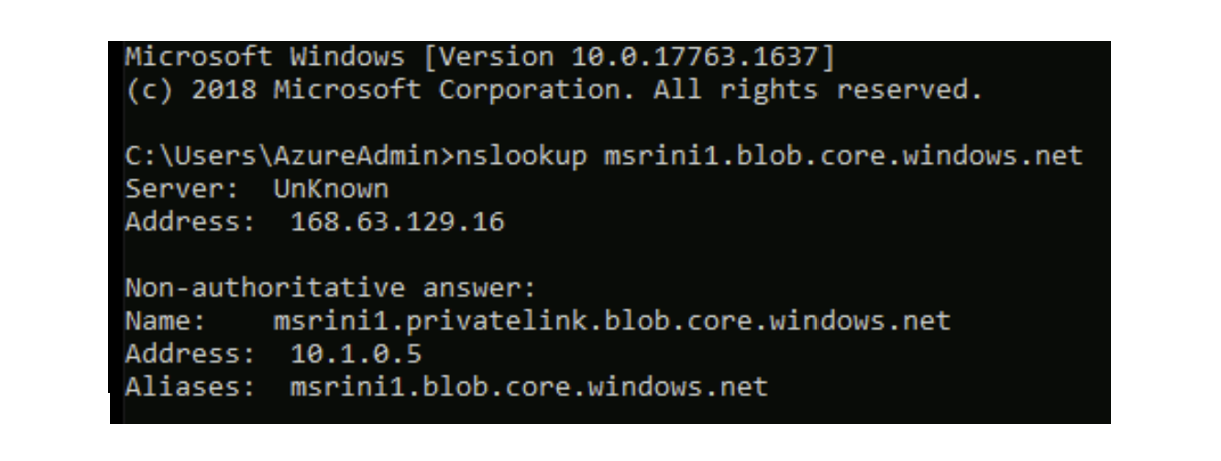 Microsoft Windows [Version 10.0.17763.1637]
(c) 2018 Microsoft Corporation. All rights reserved.
C:\Users\AzureAdmin>nslookup msrini1.blob.core.windows.net
Server:  UnKnown
Address:  168.63.129.16
Non-authoritative answer:
Name:    msrini1.privatelink.blob.core.windows.net
Address:  10.1.0.5
Aliases:  msrini1.blob.core.windows.net